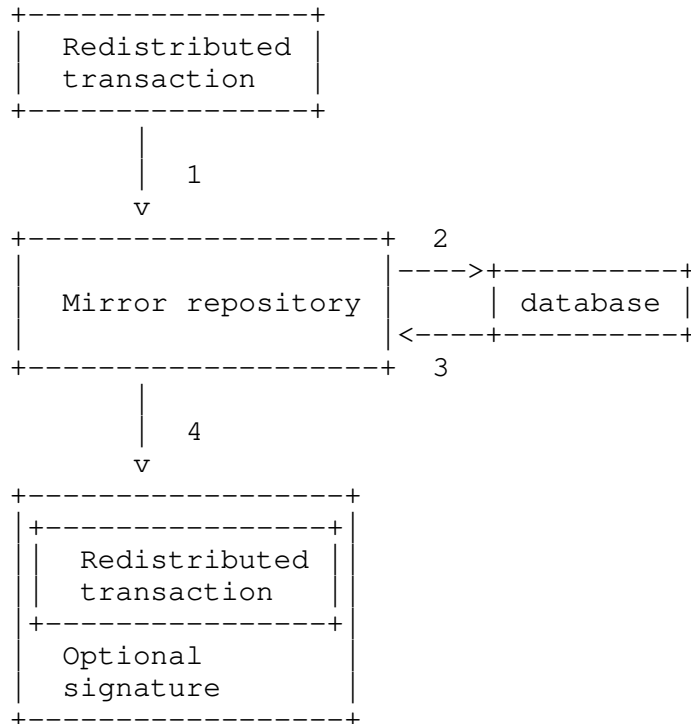 Redistributed
transaction
1
v
2
Mirror repository
database
3
4
v
Redistributed
transaction
Optional
signature